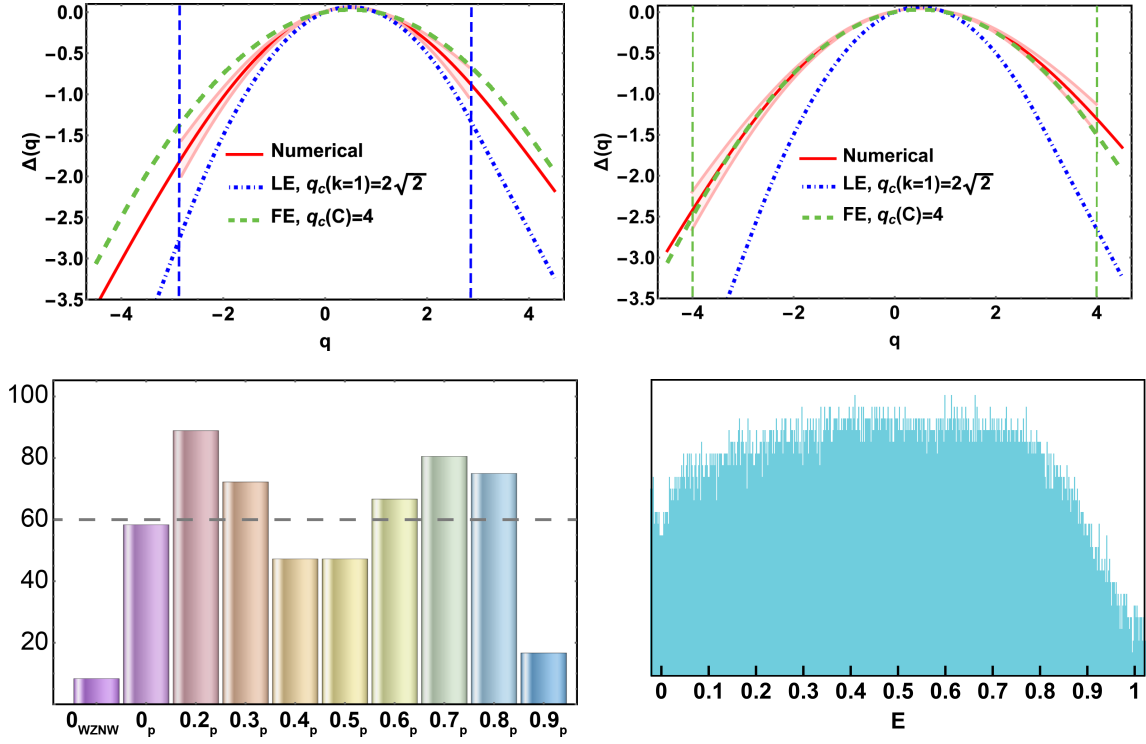 0.0
−0.5
−1.0
−1.5
−2.0
−2.5
−3.0
−3.5
Δ(q)
Numerical
LE, q_c(k=1)=2√2
FE, q_c(C)=4
−4 −2 0 2 4
q
0.0
−0.5
−1.0
−1.5
−2.0
−2.5
−3.0
−3.5
Δ(q)
Numerical
LE, q_c(k=1)=2√2
FE, q_c(C)=4
−4 −2 0 2 4
q
100
80
60
40
20
0_WZNW 0_p 0.2_p 0.3_p 0.4_p 0.5_p 0.6_p 0.7_p 0.8_p 0.9_p
0 0.1 0.2 0.3 0.4 0.5 0.6 0.7 0.8 0.9 1
E